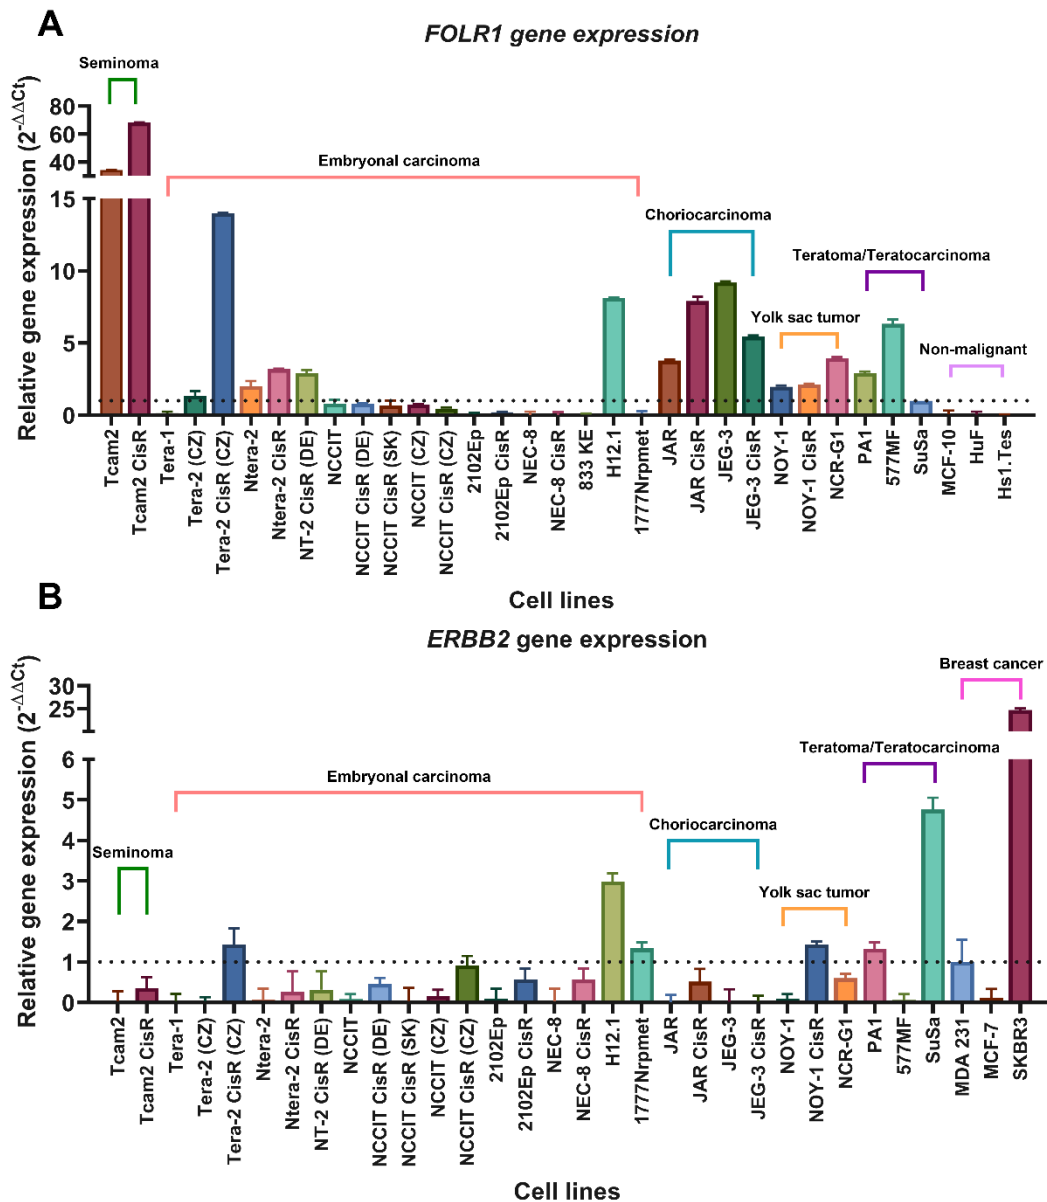 A
FOLR1 gene expression
Relative gene expression (2^-ΔΔCt)
80
60
40
15
10
5
0
Seminoma
Embryonal carcinoma
Choriocarcinoma
Teratoma/Teratocarcinoma
Yolk sac tumor
Non-malignant
Tcam2
Tcam2 CisR
Tera-1
Tera-2 (CZ)
Tera-2 CisR (CZ)
Ntera-2
Ntera-2 CisR
NT-2 CisR (DE)
NCCIT
NCCIT CisR (DE)
NCCIT CisR (SK)
NCCIT (CZ)
NCCIT CisR (CZ)
2102Ep
2102Ep CisR
NEC-8
NEC-8 CisR
833 KE
H12.1
1777Nrpmet
JAR
JAR CisR
JEG-3
JEG-3 CisR
NOY-1
NOY-1 CisR
NCR-G1
PA1
577MF
SuSa
MCF-10
HuF
Hs1.Tes
Cell lines
B
ERBB2 gene expression
Relative gene expression (2^-ΔΔCt)
30
25
6
5
4
3
2
1
0
Breast cancer
Teratoma/Teratocarcinoma
Embryonal carcinoma
Choriocarcinoma
Seminoma
Yolk sac tumor
Tcam2
Tcam2 CisR
Tera-1
Tera-2 (CZ)
Tera-2 CisR (CZ)
Ntera-2
Ntera-2 CisR
NT-2 CisR (DE)
NCCIT
NCCIT CisR (DE)
NCCIT CisR (SK)
NCCIT (CZ)
NCCIT CisR (CZ)
2102Ep
2102Ep CisR
NEC-8
NEC-8 CisR
H12.1
1777Nrpmet
JAR
JAR CisR
JEG-3
JEG-3 CisR
NOY-1
NOY-1 CisR
NCR-G1
PA1
577MF
SuSa
MDA 231
MCF-7
SKBR3
Cell lines